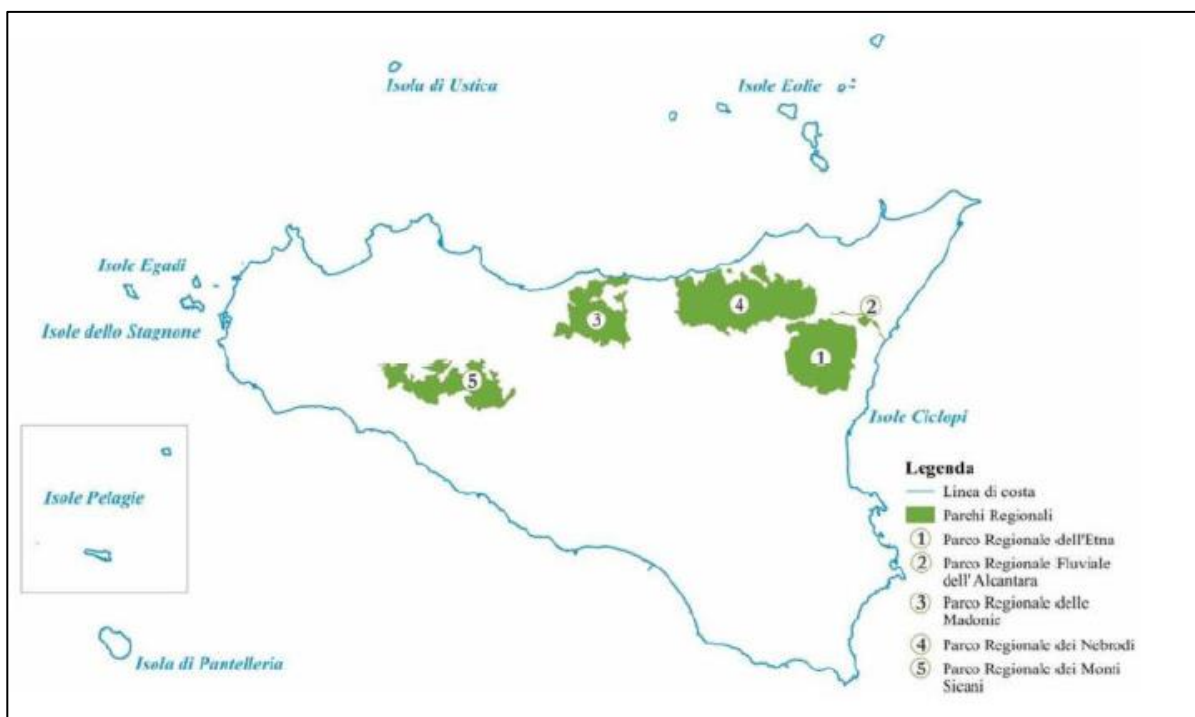 Isola di Ustica
Isole Eolie
Isole Egadi
Isole dello Stagnone
3
4
2
1
5
Isole Ciclopi
Isole Pelagie
Isola di Pantelleria
Legenda
Linea di costa
Parchi Regionali
1 Parco Regionale dell'Etna
2 Parco Regionale Fluviale
dell'Alcantara
3 Parco Regionale delle
Madonie
4 Parco Regionale dei Nebrodi
5 Parco Regionale dei Monti
Sicani